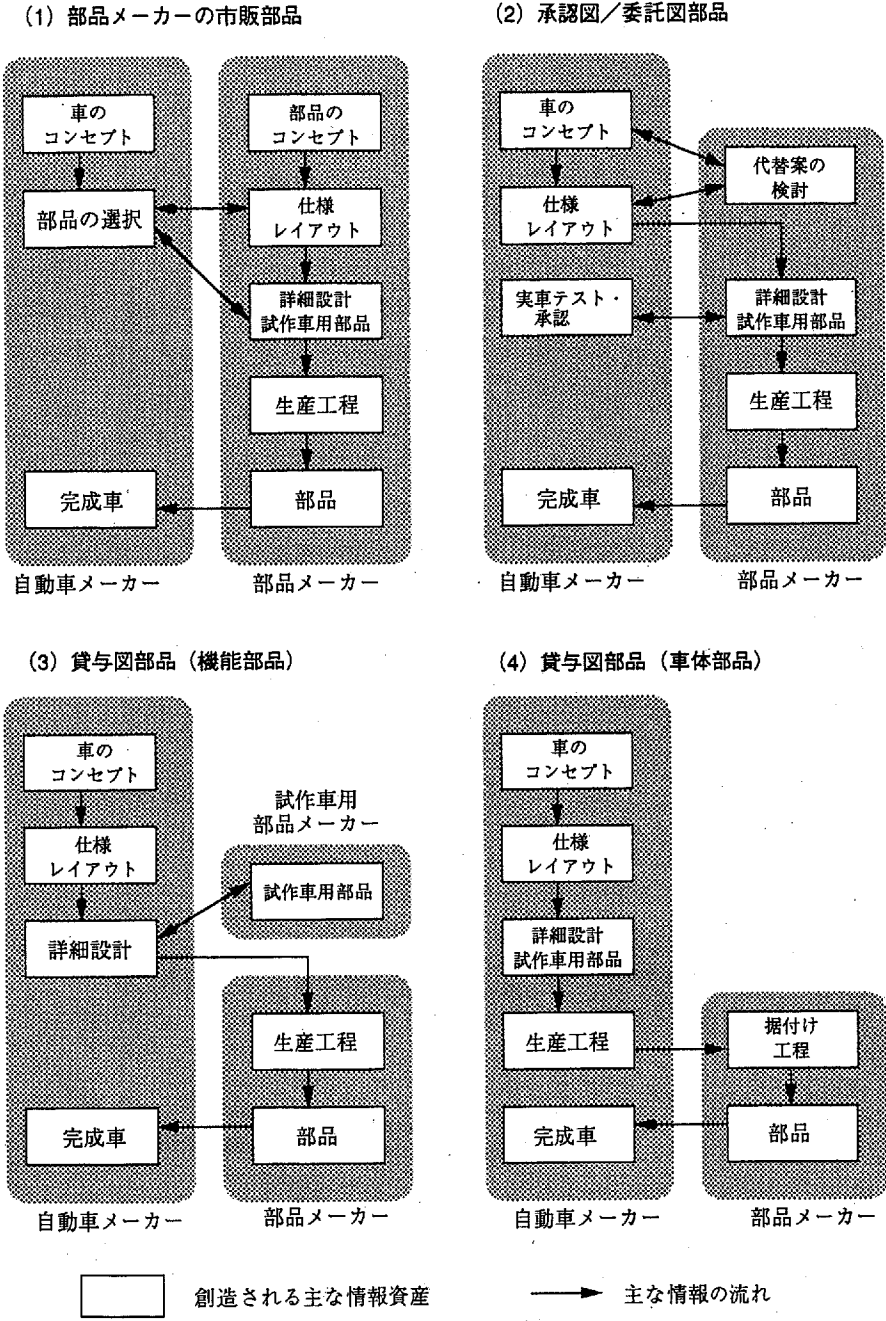 (1) 部品メーカーの市販部品
車の
コンセプト
部品の選択
完成車
自動車メーカー
部品の
コンセプト
仕様
レイアウト
詳細設計
試作車用部品
生産工程
部品
部品メーカー
(2) 承認図／委託図部品
車の
コンセプト
仕様
レイアウト
実車テスト・
承認
完成車
自動車メーカー
代替案の
検討
詳細設計
試作車用部品
生産工程
部品
部品メーカー
(3) 貸与図部品（機能部品）
車の
コンセプト
仕様
レイアウト
詳細設計
完成車
自動車メーカー
試作車用
部品メーカー
試作車用部品
生産工程
部品
部品メーカー
(4) 貸与図部品（車体部品）
車の
コンセプト
仕様
レイアウト
詳細設計
試作車用部品
生産工程
完成車
自動車メーカー
据付け
工程
部品
部品メーカー
創造される主な情報資産
主な情報の流れ